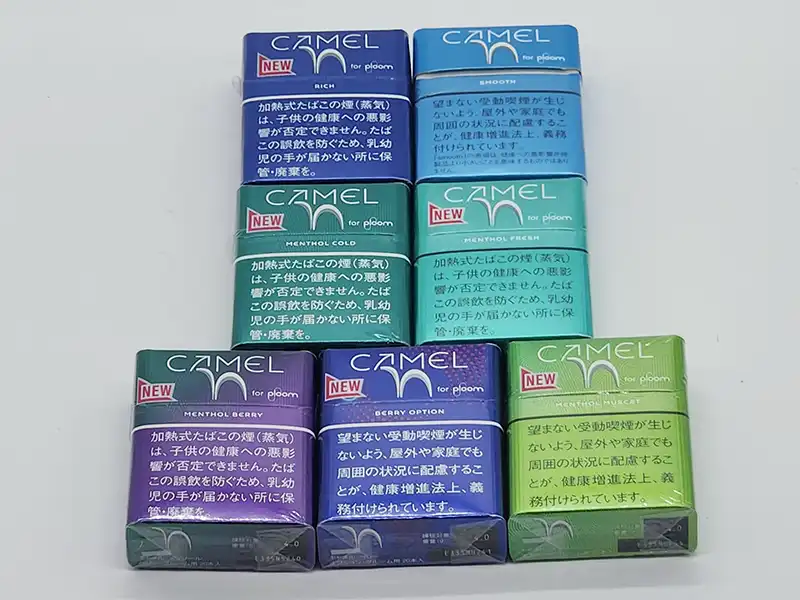 CAMEL
NEW
for ploom
RICH
加熱式たばこの煙(蒸気)
は、子供の健康への悪影
響が否定できません。たば
この誤飲を防ぐため、乳幼
児の手が届かない所に保
管・廃棄を。
CAMEL
for ploom
SMOOTH
望まない受動喫煙が生じ
ないよう、屋外や家庭でも
周囲の状況に配慮するこ
とが、健康増進法上、義務
付けられています。
CAMEL
NEW
for ploom
MENTHOL COLD
加熱式たばこの煙(蒸気)
は、子供の健康への悪影
響が否定できません。たば
この誤飲を防ぐため、乳幼
児の手が届かない所に保
管・廃棄を。
CAMEL
NEW
for ploom
MENTHOL FRESH
加熱式たばこの煙(蒸気)
は、子供の健康への悪影
響が否定できません。たば
この誤飲を防ぐため、乳幼
児の手が届かない所に保
管・廃棄を。
CAMEL
NEW
for ploom
MENTHOL BERRY
加熱式たばこの煙(蒸気)
は、子供の健康への悪影
響が否定できません。たば
この誤飲を防ぐため、乳幼
児の手が届かない所に保
管・廃棄を。
CAMEL
NEW
for ploom
BERRY OPTION
望まない受動喫煙が生じ
ないよう、屋外や家庭でも
周囲の状況に配慮するこ
とが、健康増進法上、義
務付けられています。
CAMEL
NEW
for ploom
MENTHOL MUSCAT
望まない受動喫煙が生じ
ないよう、屋外や家庭でも
周囲の状況に配慮するこ
とが、健康増進法上、義
務付けられています。